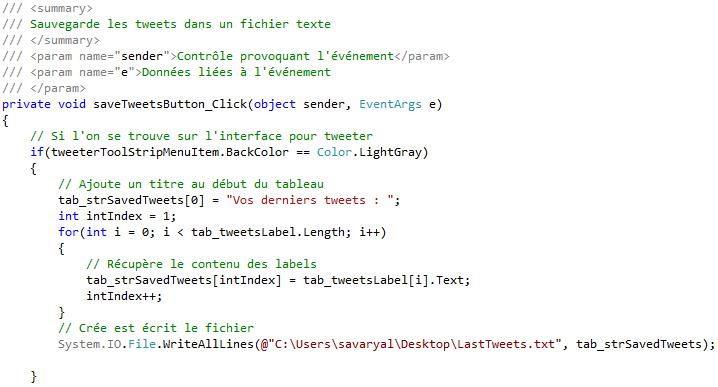 /// <summary>
/// Sauvegarde les tweets dans un fichier texte
/// </summary>
/// <param name="sender">Contrôle provoquant l'événement</param>
/// <param name="e">Données liées à l'événement
/// </param>
private void saveTweetsButton_Click(object sender, EventArgs e)
{
    // Si l'on se trouve sur l'interface pour tweeter
    if(tweeterToolStripMenuItem.BackColor == Color.LightGray)
    {
        // Ajoute un titre au début du tableau
        tab_strSavedTweets[0] = "Vos derniers tweets : ";
        int intIndex = 1;
        for(int i = 0; i < tab_tweetsLabel.Length; i++)
        {
            // Récupère le contenu des labels
            tab_strSavedTweets[intIndex] = tab_tweetsLabel[i].Text;
            intIndex++;
        }
        // Crée est écrit le fichier
        System.IO.File.WriteAllLines(@"C:\Users\savaryal\Desktop\LastTweets.txt", tab_strSavedTweets);
    }